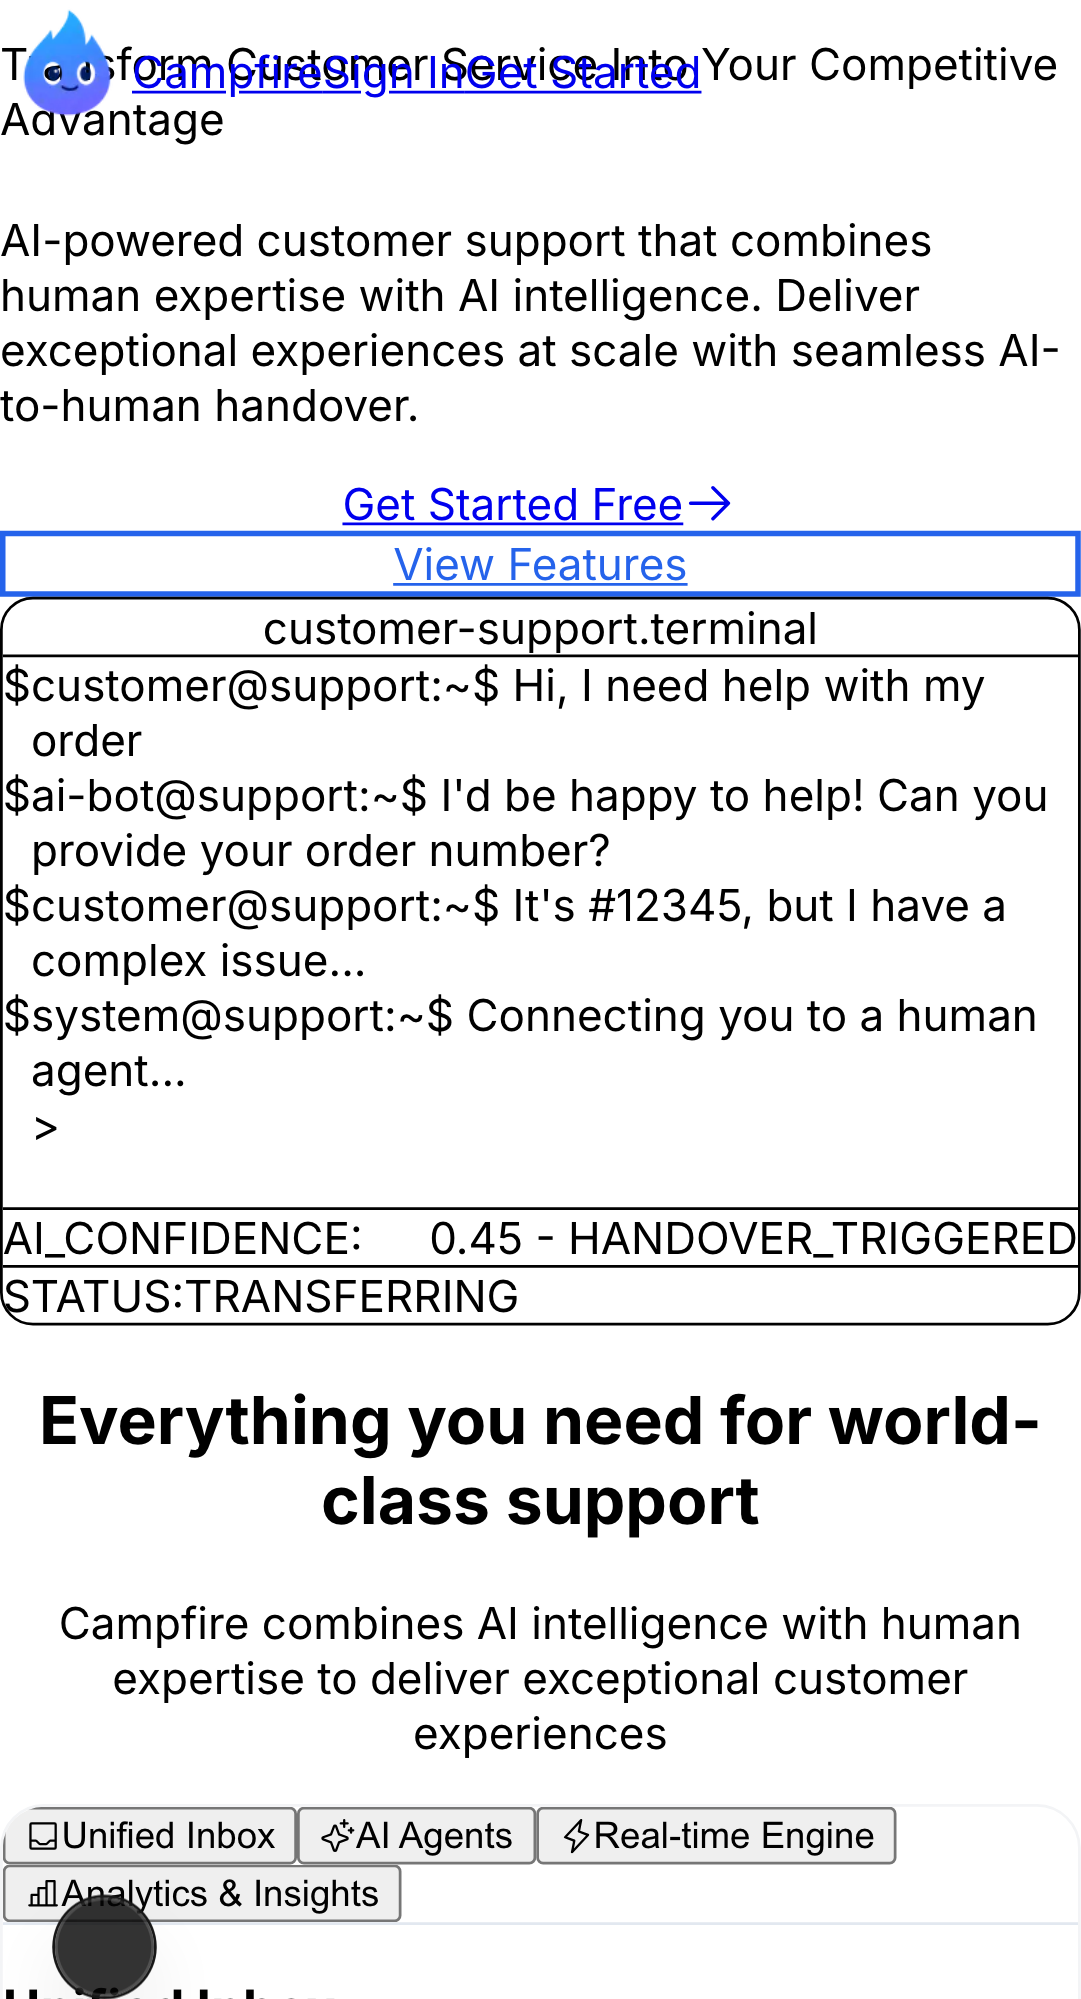 Transform Customer Service Into Your Competitive
Advantage
CampfireSign InGet Started
AI-powered customer support that combines
human expertise with AI intelligence. Deliver
exceptional experiences at scale with seamless AI-
to-human handover.
Get Started Free
View Features
customer-support.terminal
$customer@support:~$ Hi, I need help with my
order
$ai-bot@support:~$ I'd be happy to help! Can you
provide your order number?
$customer@support:~$ It's #12345, but I have a
complex issue...
$system@support:~$ Connecting you to a human
agent...
>
AI_CONFIDENCE: 0.45 - HANDOVER_TRIGGERED
STATUS:TRANSFERRING
Everything you need for world-
class support
Campfire combines AI intelligence with human
expertise to deliver exceptional customer
experiences
Unified Inbox AI Agents Real-time Engine
Analytics & Insights
Unified Inbox